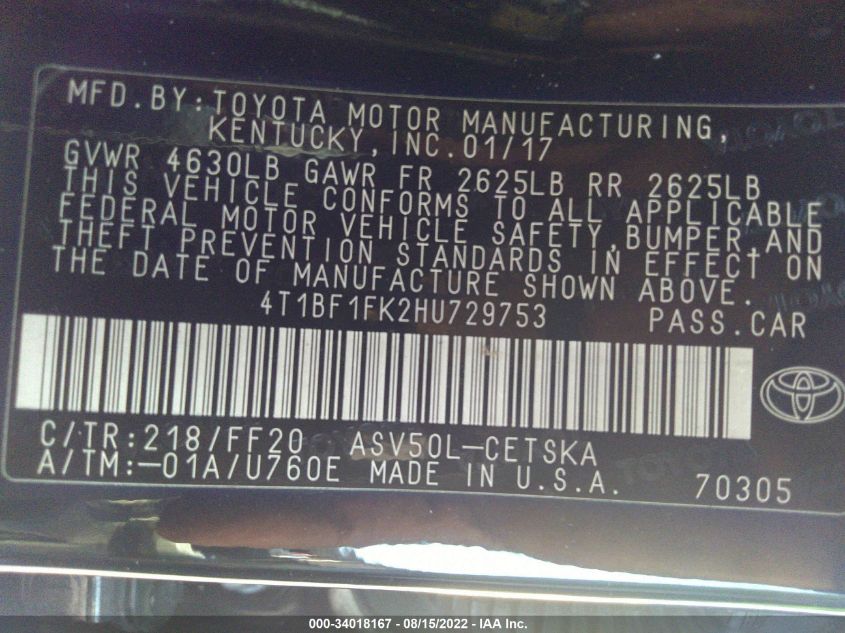 MFD.BY:TOYOTA MOTOR MANUFACTURING,
KENTUCKY,INC.01/17
GVWR 4630LB GAWR FR 2625LB RR 2625LB
THIS VEHICLE CONFORMS TO ALL APPLICABLE
FEDERAL MOTOR VEHICLE SAFETY,BUMPER,AND
THEFT PREVENTION STANDARDS IN EFFECT ON
THE DATE OF MANUFACTURE SHOWN ABOVE.
4T1BF1FK2HU729753 PASS.CAR
C/TR:218/FF20 ASV50L-CETSKA
A/TM:-01A/U760E MADE IN U.S.A. 70305
000-34018167 - 08/15/2022 - IAA Inc.